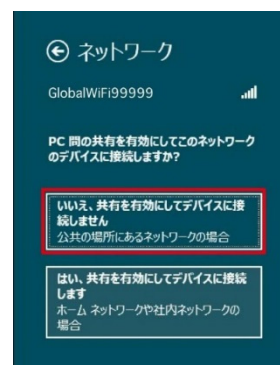 ネットワーク
GlobalWiFi99999
PC 間の共有を有効にしてこのネットワーク
のデバイスに接続しますか?
いいえ、共有を有効にしてデバイスに接
続しません
公共の場所にあるネットワークの場合
はい、共有を有効にしてデバイスに接続
します
ホーム ネットワークや社内ネットワークの
場合